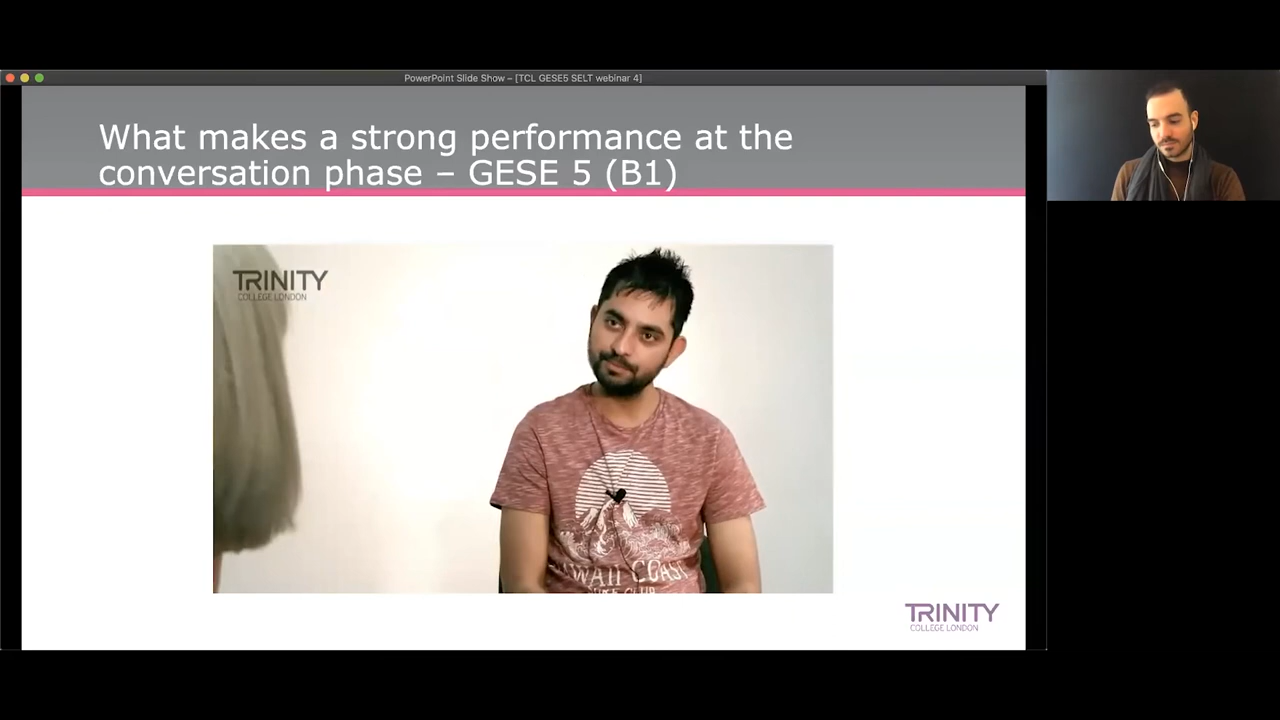 PowerPoint Slide Show – [TCL GESE5 SELT webinar 4]
What makes a strong performance at the
conversation phase – GESE 5 (B1)
TRINITY
COLLEGE LONDON
COAST
TRINITY
COLLEGE LONDON